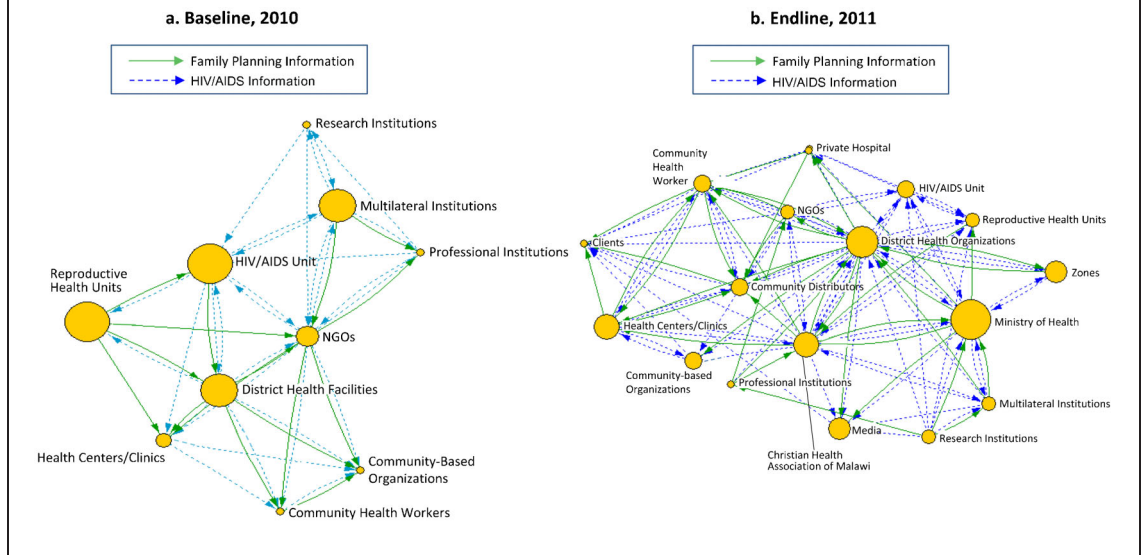 a. Baseline, 2010
Family Planning Information
HIV/AIDS Information
Research Institutions
Multilateral Institutions
Professional Institutions
HIV/AIDS Unit
Reproductive
Health Units
NGOs
District Health Facilities
Health Centers/Clinics
Community-Based
Organizations
Community Health Workers
b. Endline, 2011
Family Planning Information
HIV/AIDS Information
Private Hospital
Community
Health
Worker
HIV/AIDS Unit
NGOs
Reproductive Health Units
Clients
District Health Organizations
Zones
Community Distributors
Health Centers/Clinics
Ministry of Health
Community-based
Organizations
Professional Institutions
Multilateral Institutions
Media
Research Institutions
Christian Health
Association of Malawi